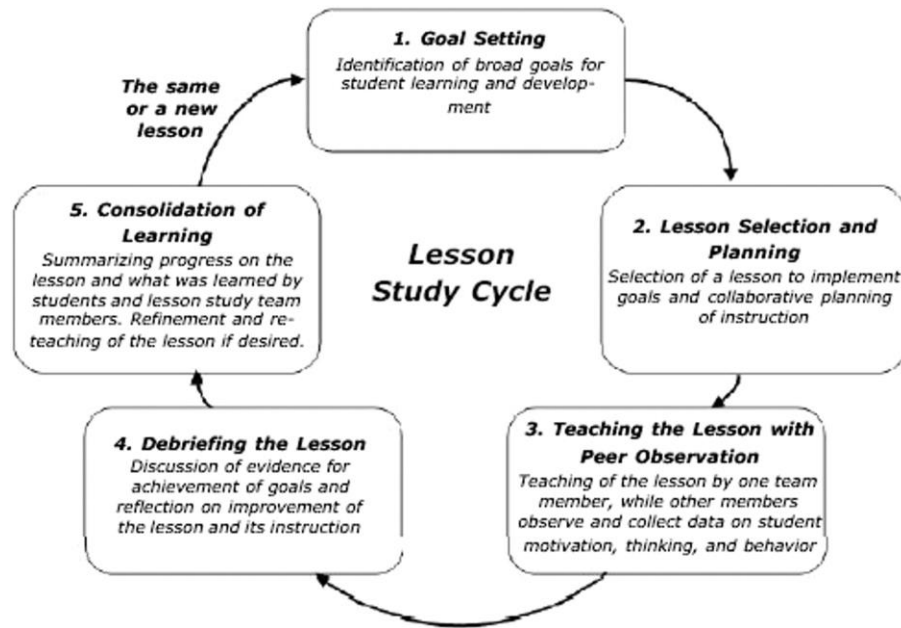 1. Goal Setting
Identification of broad goals for
student learning and develop-
ment
The same
or a new
lesson
2. Lesson Selection and
Planning
Selection of a lesson to implement
goals and collaborative planning
of instruction
Lesson
Study Cycle
5. Consolidation of
Learning
Summarizing progress on the
lesson and what was learned by
students and lesson study team
members. Refinement and re-
teaching of the lesson if desired.
3. Teaching the Lesson with
Peer Observation
Teaching of the lesson by one team
member, while other members
observe and collect data on student
motivation, thinking, and behavior
4. Debriefing the Lesson
Discussion of evidence for
achievement of goals and
reflection on improvement of
the lesson and its instruction